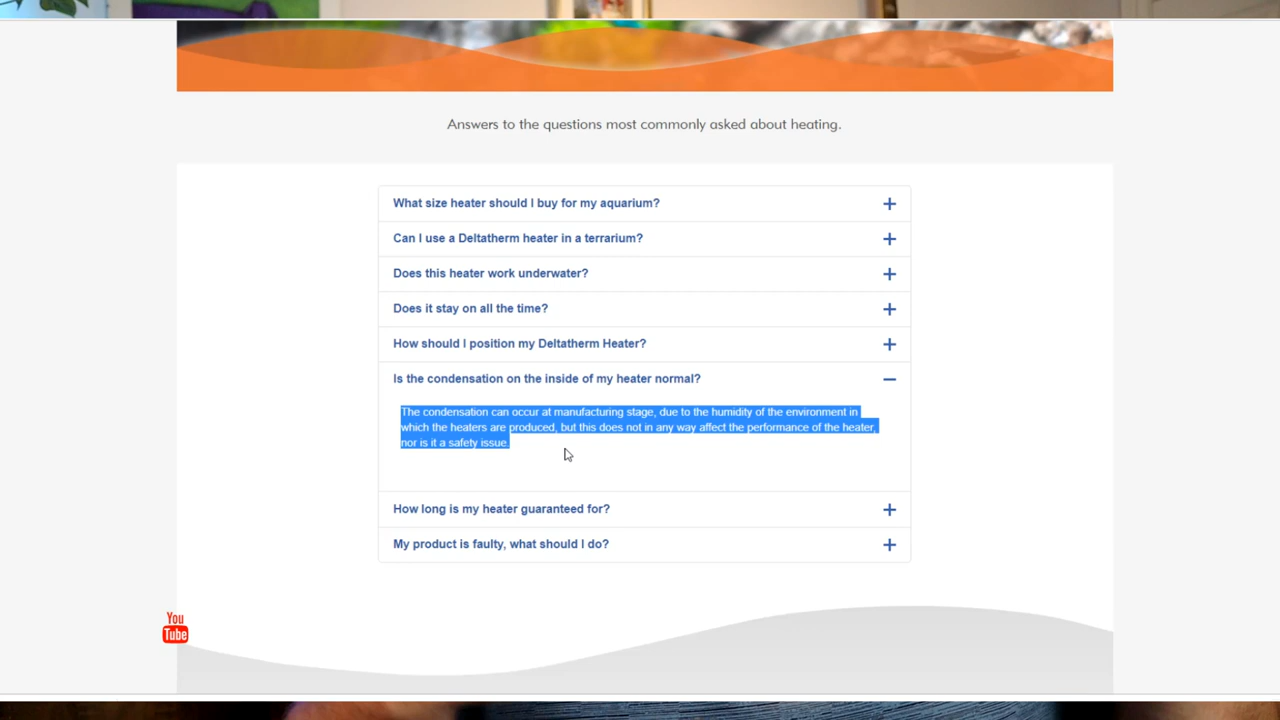 Answers to the questions most commonly asked about heating.
What size heater should I buy for my aquarium?
Can I use a Deltatherm heater in a terrarium?
Does this heater work underwater?
Does it stay on all the time?
How should I position my Deltatherm Heater?
Is the condensation on the inside of my heater normal?
The condensation can occur at manufacturing stage, due to the humidity of the environment in
which the heaters are produced, but this does not in any way affect the performance of the heater,
nor is it a safety issue.
How long is my heater guaranteed for?
My product is faulty, what should I do?
You
Tube